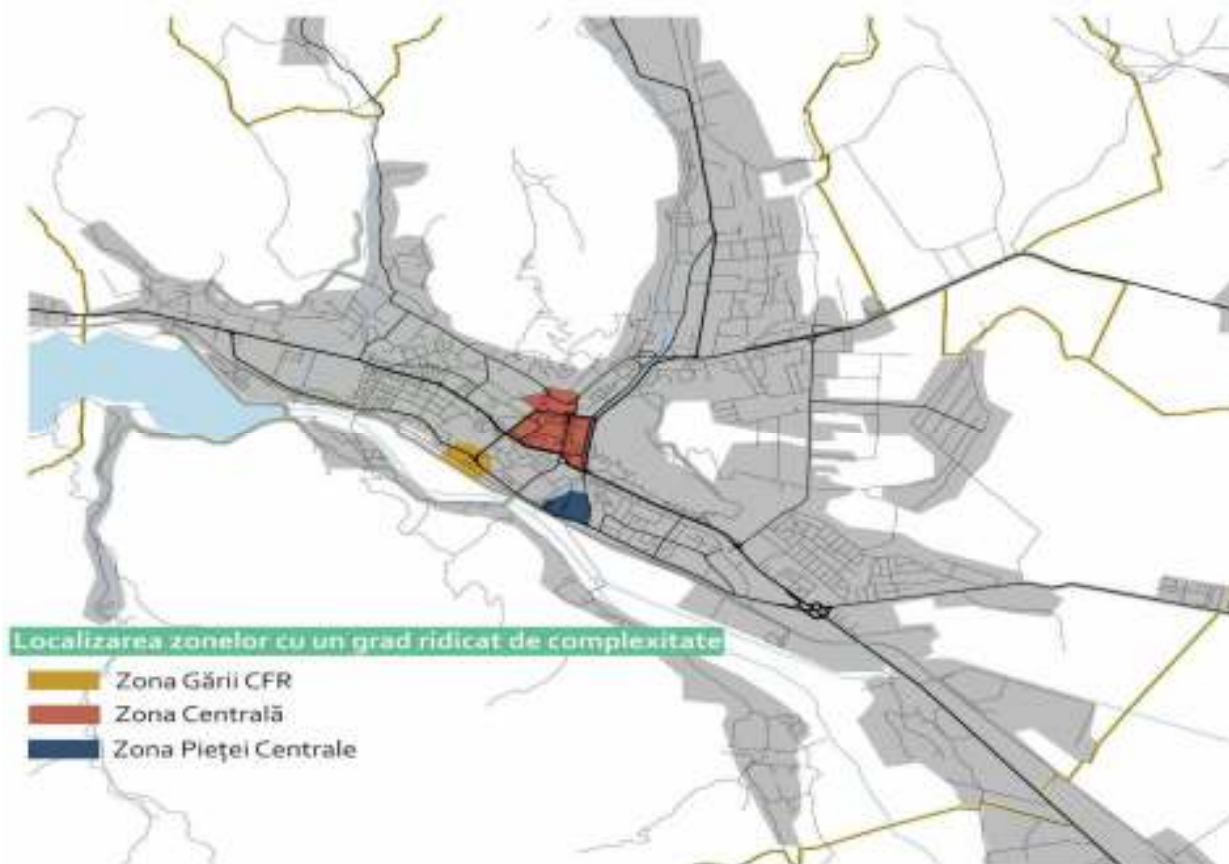 Localizarea zonelor cu un grad ridicat de complexitate
Zona Gării CFR
Zona Centrală
Zona Pieței Centrale